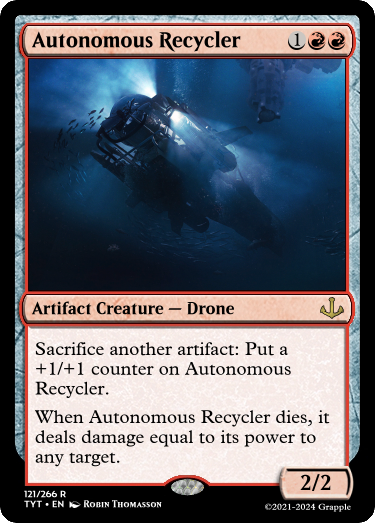 Autonomous Recycler 1
Artifact Creature — Drone
Sacrifice another artifact: Put a
+1/+1 counter on Autonomous
Recycler.
When Autonomous Recycler dies, it
deals damage equal to its power to
any target.
2/2
121/266 R
TYT • EN Robin Thomasson
©2021-2024 Grapple